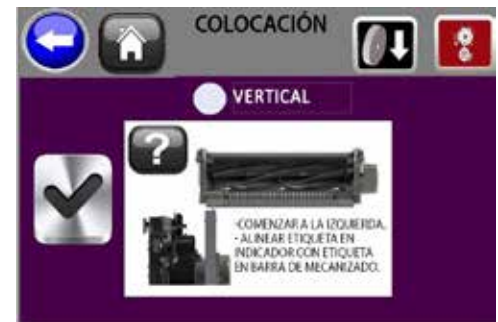 COLOCACIÓN
VERTICAL
?
-COMENZAR A LA IZQUIERDA.
- ALINEAR ETIQUETA EN
INDICADOR CON ETIQUETA
EN BARRA DE MECANIZADO.